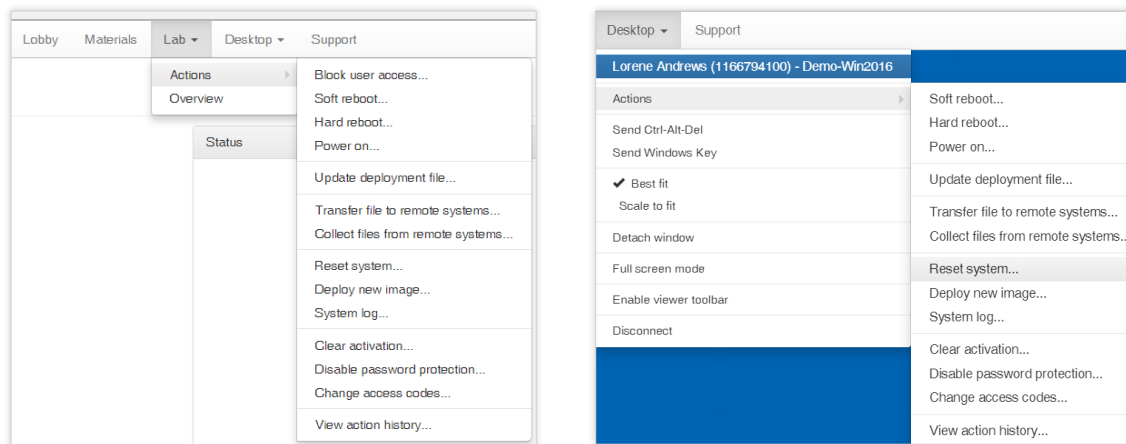 Lobby Materials Lab Desktop Support
Actions
Overview
Block user access...
Soft reboot...
Hard reboot...
Power on...
Update deployment file...
Transfer file to remote systems...
Collect files from remote systems...
Reset system...
Deploy new image...
System log...
Clear activation...
Disable password protection...
Change access codes...
View action history...
Status
Desktop Support
Lorene Andrews (1166794100) - Demo-Win2016
Actions
Send Ctrl-Alt-Del
Send Windows Key
Best fit
Scale to fit
Detach window
Full screen mode
Enable viewer toolbar
Disconnect
Soft reboot...
Hard reboot...
Power on...
Update deployment file...
Transfer file to remote systems...
Collect files from remote systems..
Reset system...
Deploy new image...
System log...
Clear activation...
Disable password protection...
Change access codes...
View action history...